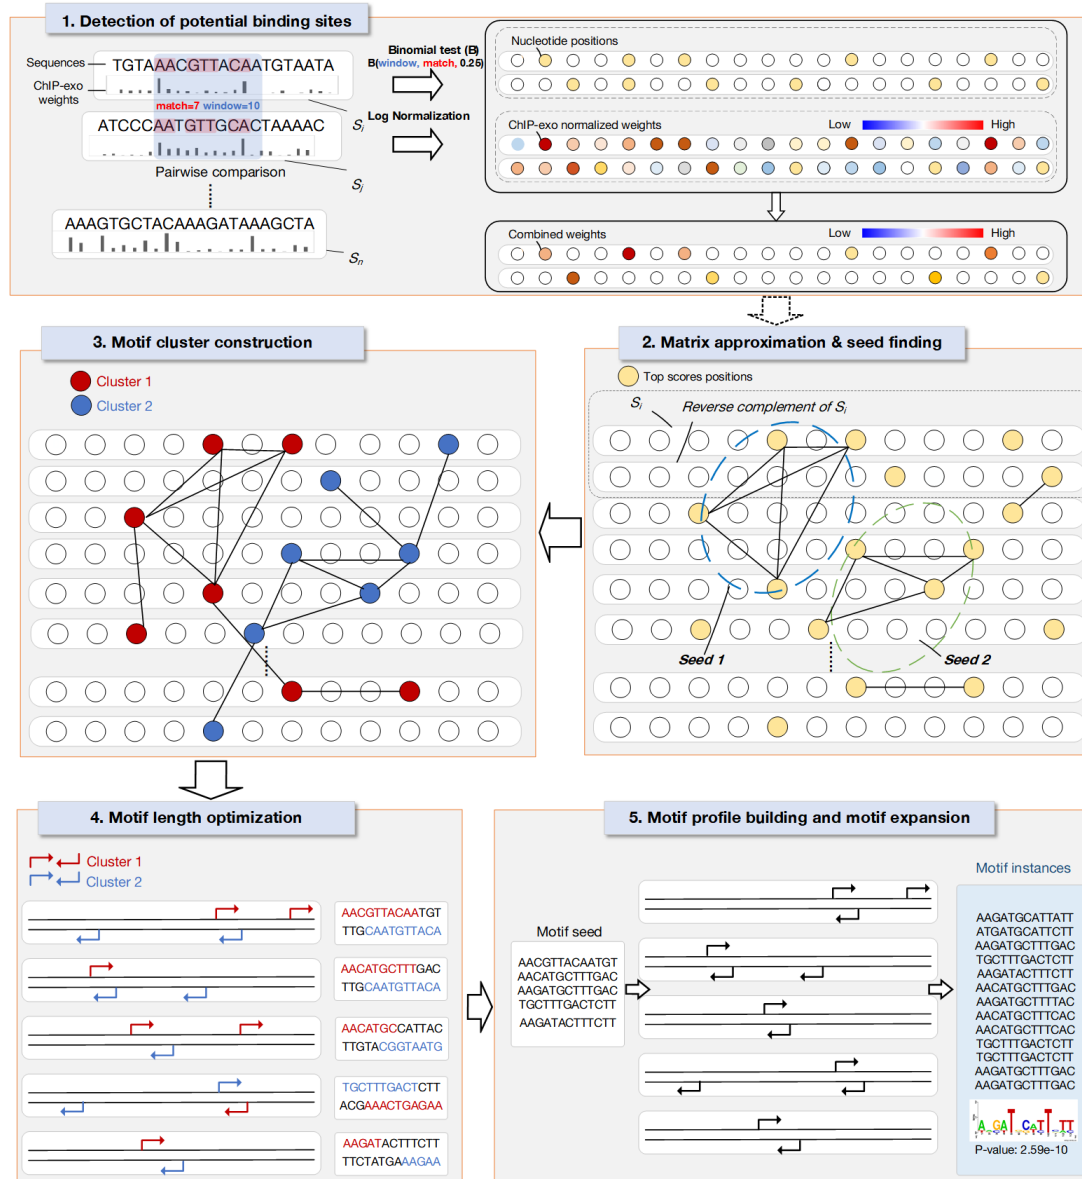 1. Detection of potential binding sites
Sequences
TGTAAACGTTACAATGTAATA
ChIP-exo
weights
match=7 window=10
Si
ATCCCAATGTTGCACTAAAAC
Sj
Pairwise comparison
AAAGTGCTACAAAGATAAAGCTA
Sn
Binomial test (B)
B(window, match, 0.25)
Log Normalization
Nucleotide positions
ChIP-exo normalized weights
Low
High
Combined weights
Low
High
3. Motif cluster construction
Cluster 1
Cluster 2
2. Matrix approximation & seed finding
Top scores positions
Si
Reverse complement of Si
Seed 1
Seed 2
4. Motif length optimization
Cluster 1
Cluster 2
AACGTTACAATGT
TTGCAATGTTACA
AACATGCTTTGAC
TTGCAATGTTACA
AACATGCCATTAC
TTGTACGGTAATG
TGCTTTGACTCTT
ACGAAACTGAGAA
AAGATACTTTCTT
TTCTATGAAAGAA
5. Motif profile building and motif expansion
Motif seed
AACGTTACAATGT
AACATGCTTTGAC
AAGATGCTTTGAC
TGCTTTGACTCTT
AAGATACTTTCTT
Motif instances
AAGATGCATTATT
ATGATGCATTCTT
AAGATGCTTTGAC
TGCTTTGACTCTT
AAGATACTTTCTT
AACATGCTTTGAC
AAGATGCTTTTAC
AACATGCTTTCAC
AACATGCTTTCAC
TGCTTTGACTCTT
TGCTTTGACTCTT
AAGATGCTTTGAC
AAGATGCTTTGAC
P-value: 2.59e-10